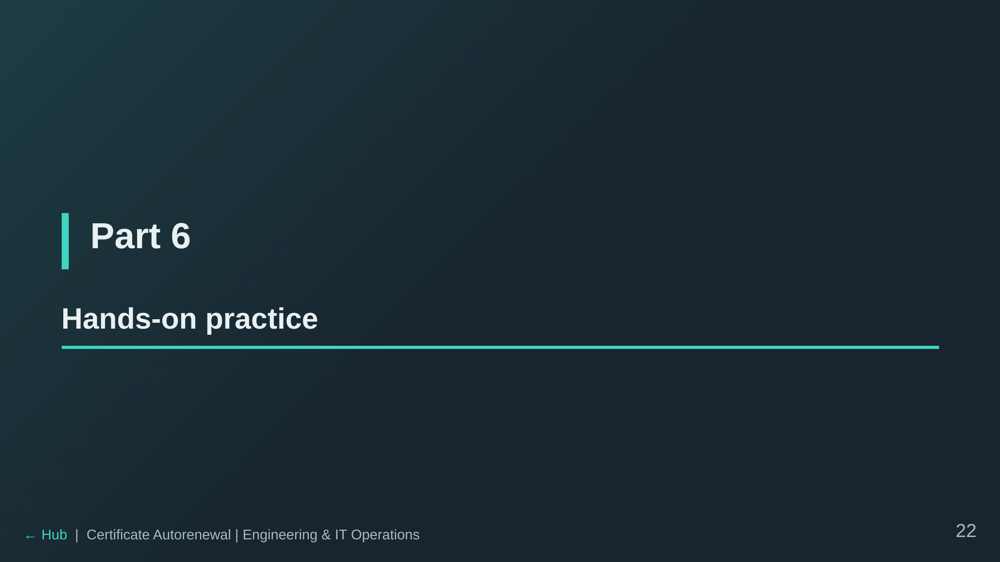 Part 6
Hands-on practice
← Hub | Certificate Autorenewal | Engineering & IT Operations
22